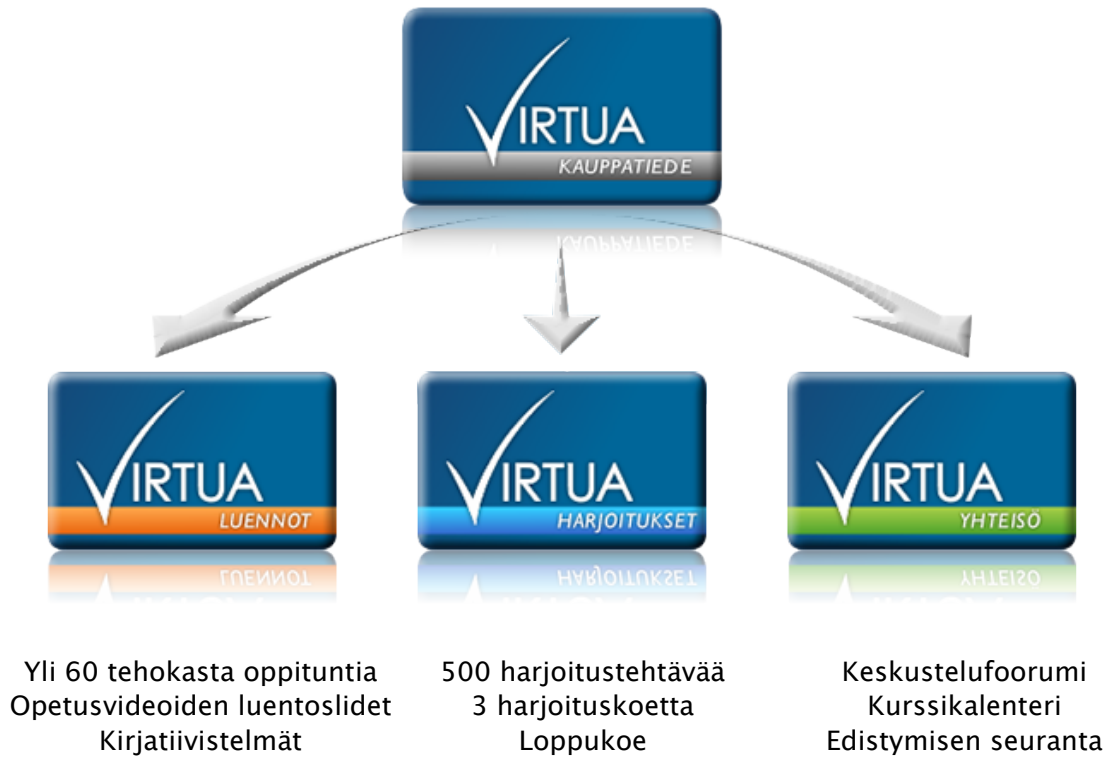 VIRTUA
KAUPPATIEDE
VIRTUA
LUENNOT
VIRTUA
HARJOITUKSET
VIRTUA
YHTEISÖ
Yli 60 tehokasta oppituntia
Opetusvideoiden luentoslidet
Kirjatiivistelmät
500 harjoitustehtävää
3 harjoituskoetta
Loppukoe
Keskustelufoorumi
Kurssikalenteri
Edistymisen seuranta